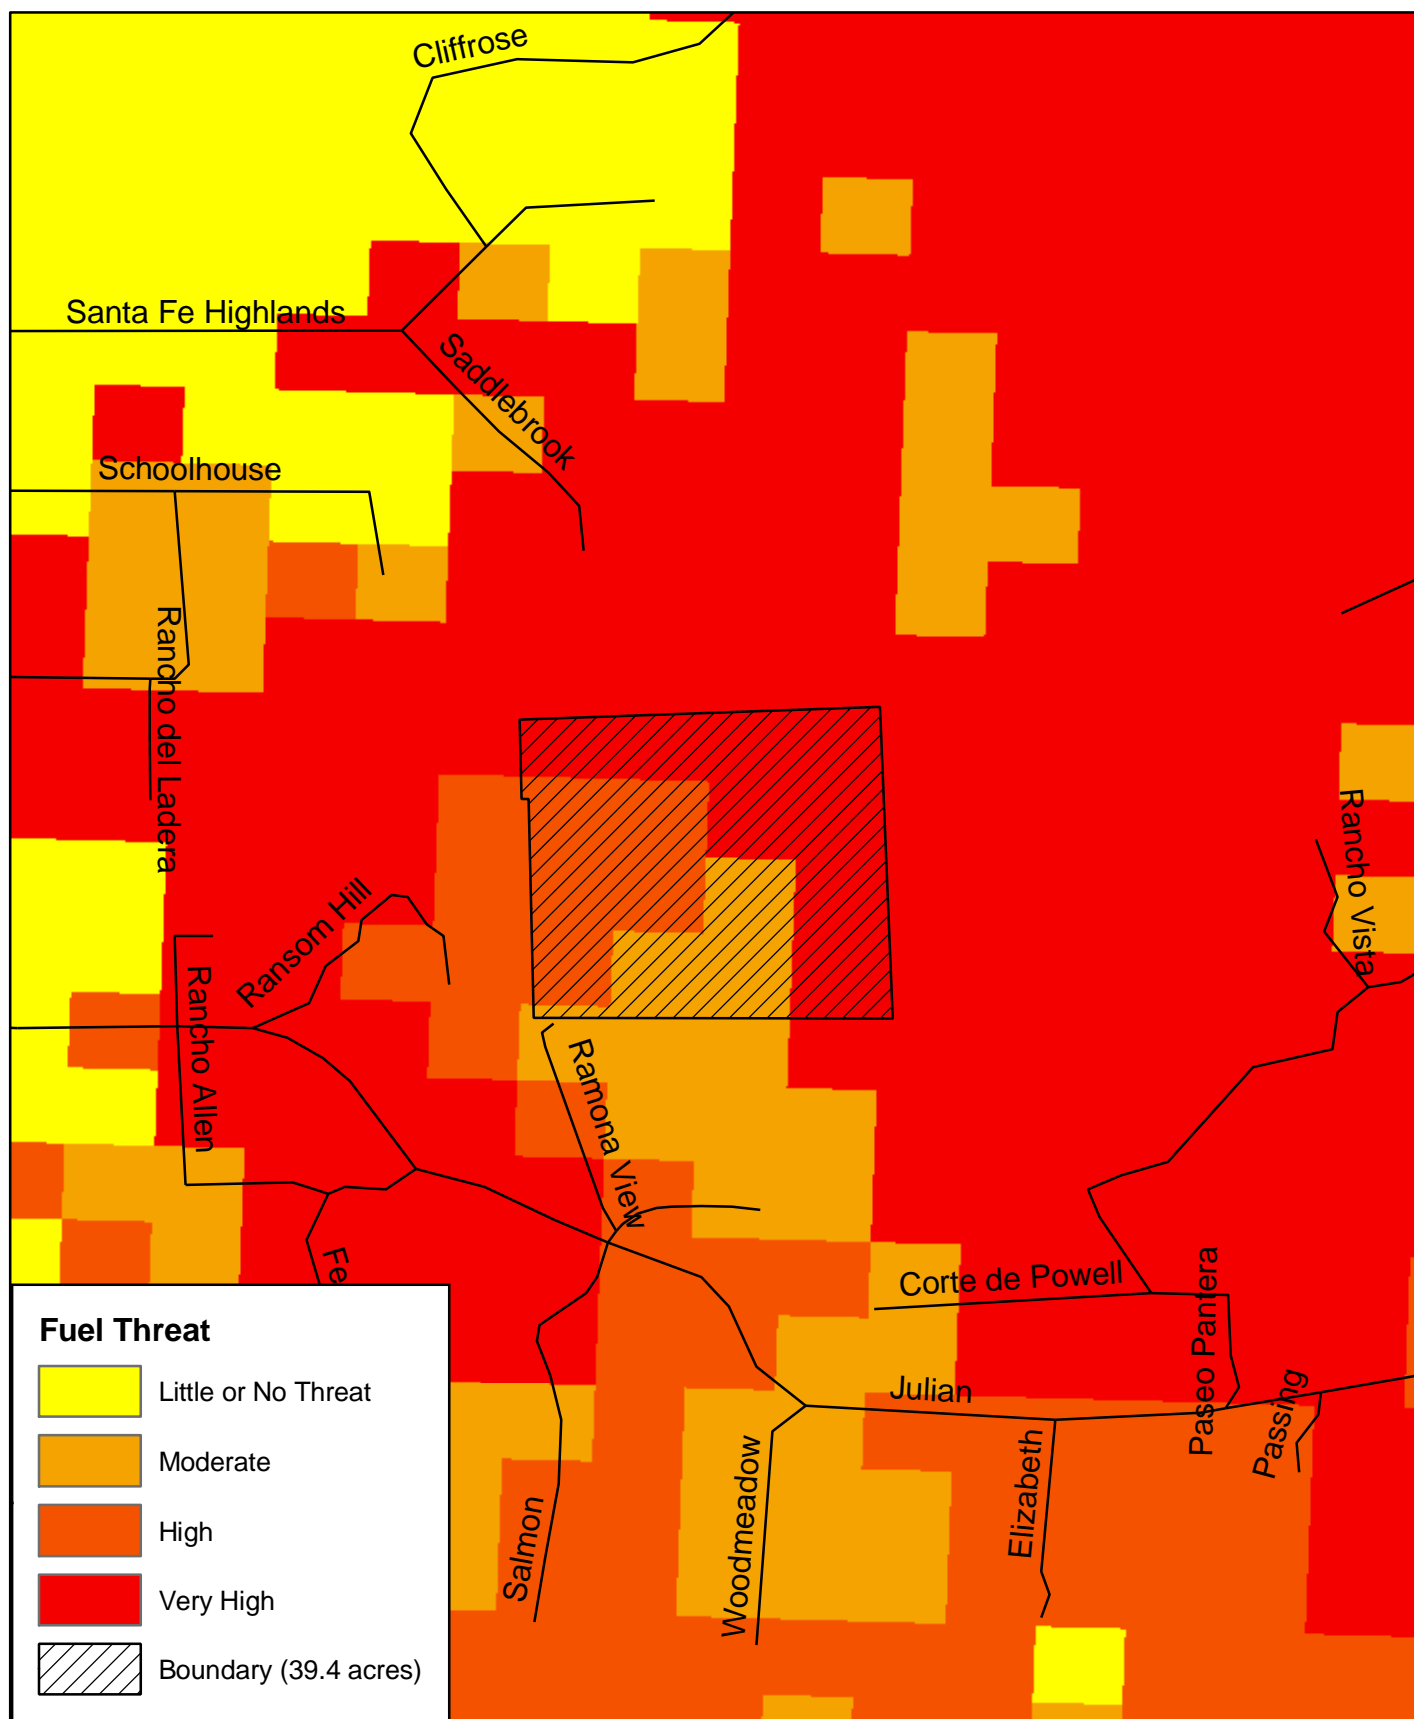 Cliffrose
Santa Fe Highlands
Saddlebrook
Schoolhouse
Rancho del Ladera
Rancho Vista
Ransom Hill
Rancho Allen
Ramona View
Fe
Corte de Powell
Paseo Pantera
Julian
Passing
Elizabeth
Woodmeadow
Salmon
Fuel Threat
Little or No Threat
Moderate
High
Very High
Boundary (39.4 acres)